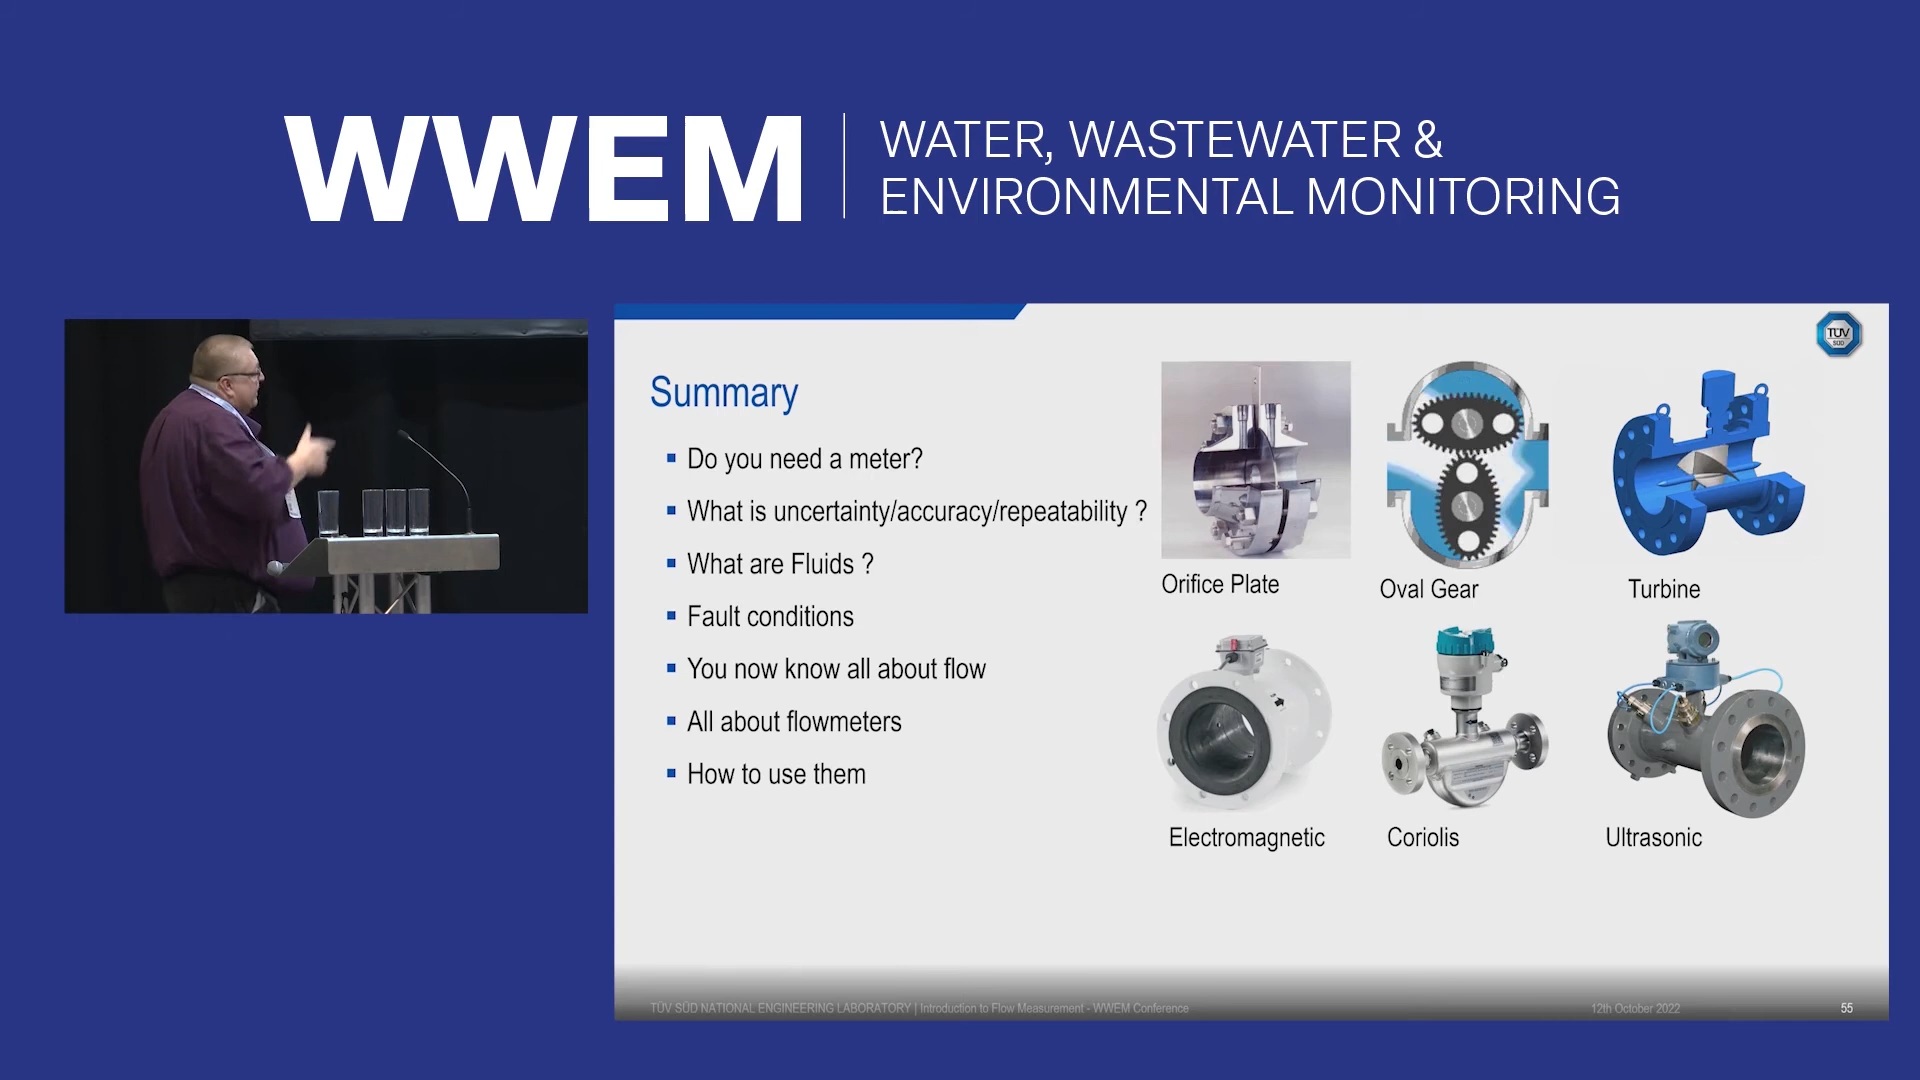 WWEM
WATER, WASTEWATER &
ENVIRONMENTAL MONITORING
TÜV
SÜD
Summary
Do you need a meter?
What is uncertainty/accuracy/repeatability ?
What are Fluids ?
Fault conditions
You now know all about flow
All about flowmeters
How to use them
Orifice Plate
Oval Gear
Turbine
Electromagnetic
Coriolis
Ultrasonic
TÜV SÜD NATIONAL ENGINEERING LABORATORY | Introduction to Flow Measurement - WWEM Conference
12th October 2022
55